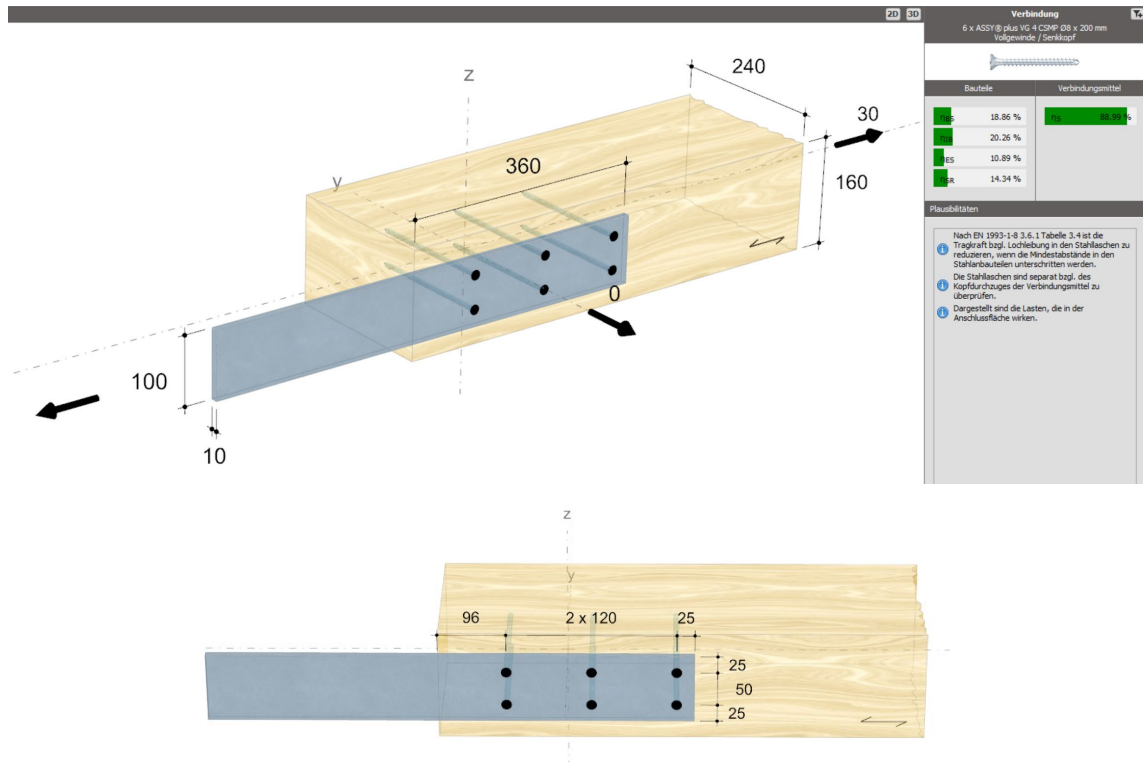 2D 3D
Verbindung
6 x ASSY® plus VG 4 CSMP Ø8 x 200 mm
Vollgewinde / Senkkopf
Bauteile
Verbindungsmittel
18.86 %
20.26 %
10.89 %
14.34 %
88.99 %
Plausibilitäten
Nach EN 1993-1-8 3.6.1 Tabelle 3.4 ist die
Tragkraft bzgl. Lochleibung in den Stahllaschen zu
reduzieren, wenn die Mindestabstände in den
Stahlanbauteilen unterschritten werden.
Die Stahllaschen sind separat bzgl. des
Kopfdurchzuges der Verbindungsmittel zu
überprüfen.
Dargestellt sind die Lasten, die in der
Anschlussfläche wirken.
z
240
30
y
360
160
0
100
10
z
y
96
2 x 120
25
25
50
25